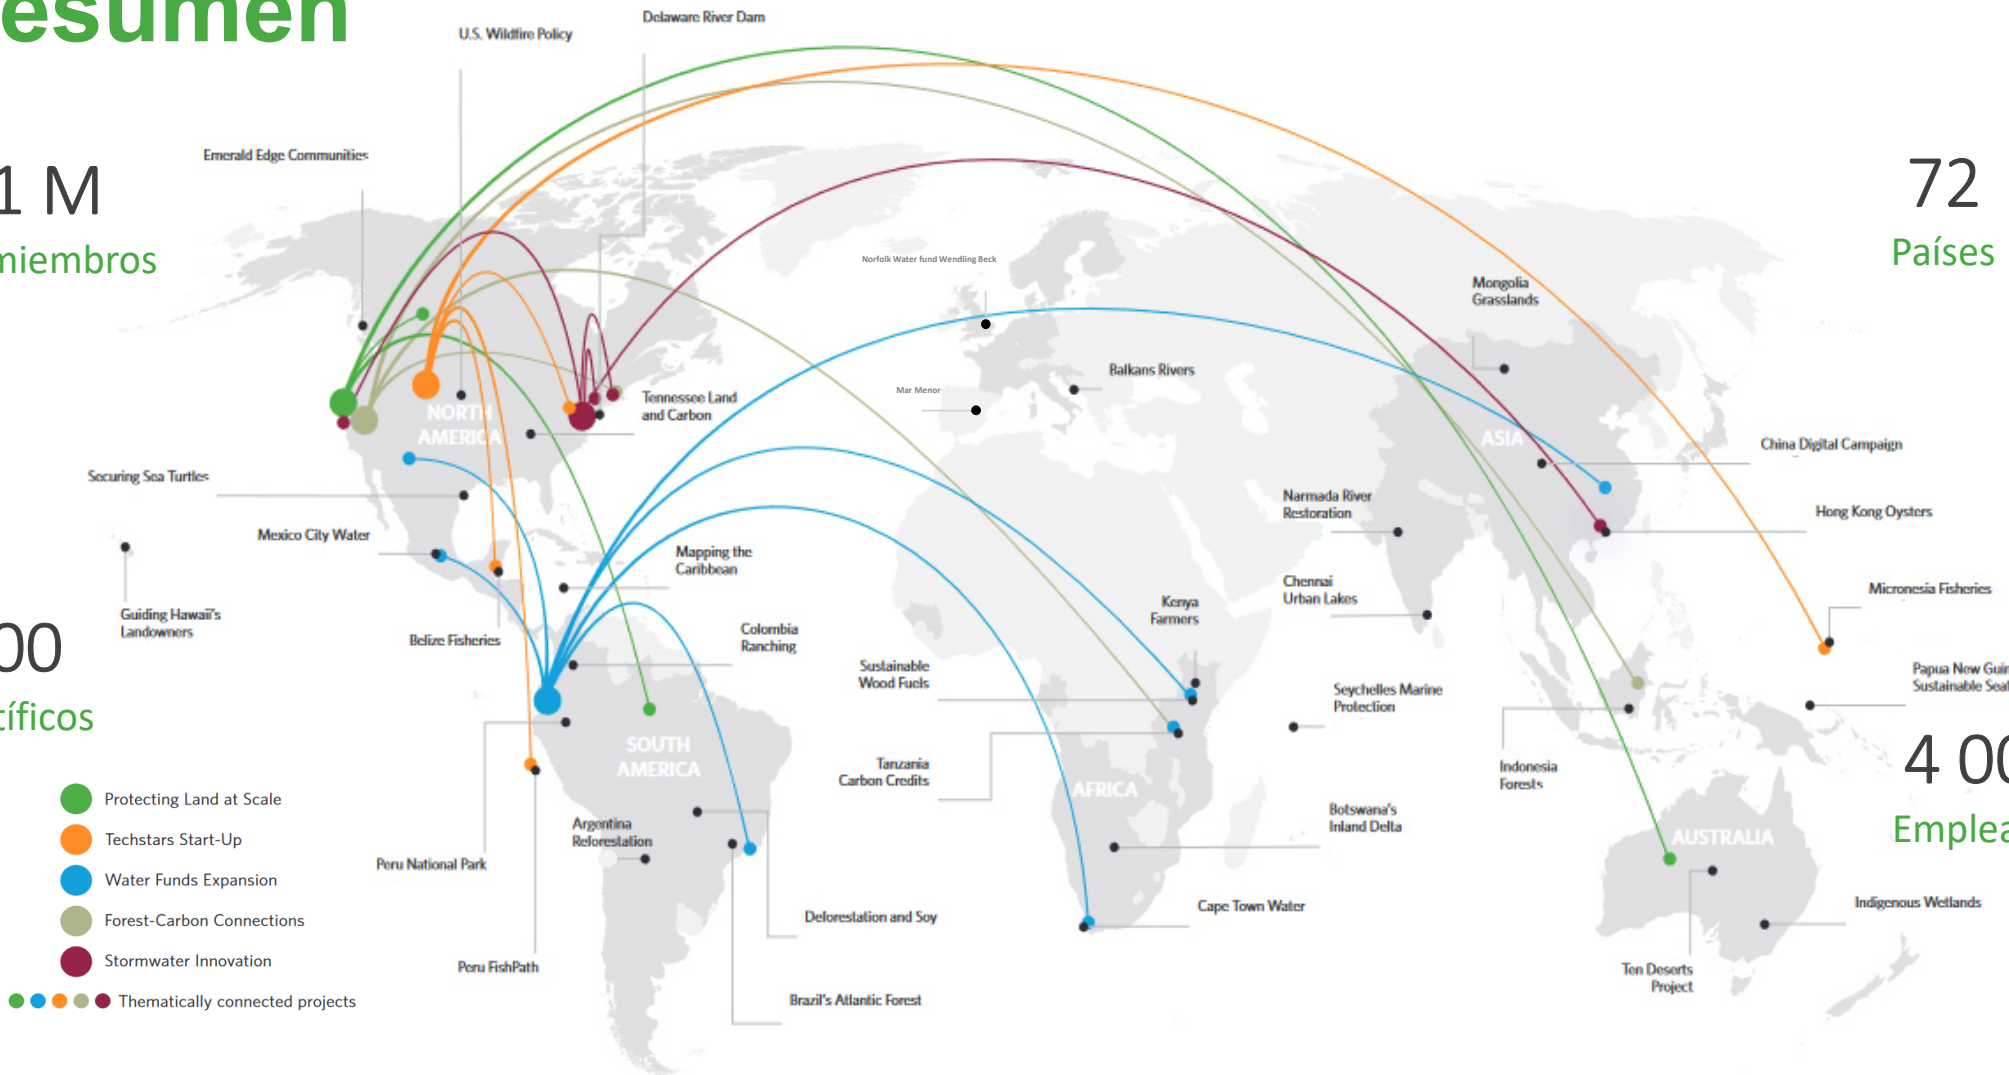 esumen
Delaware River Dam
U.S. Wildfire Policy
Emerald Edge Communities
1 M
miembros
72
Países
Norfolk Water fund Wendling Beck
Mongolia
Grasslands
Balkans Rivers
Mar Menor
Tennessee Land
and Carbon
NORTH
AMERICA
ASIA
China Digital Campaign
Securing Sea Turtles
Narmada River
Restoration
Hong Kong Oysters
Mexico City Water
Mapping the
Caribbean
Chennai
Urban Lakes
Micronesia Fisheries
Guiding Hawaii's
Landowners
Belize Fisheries
Kenya
Farmers
Colombia
Ranching
00
tíficos
Sustainable
Wood Fuels
Seychelles Marine
Protection
Papua New Guin
Sustainable Seaf
SOUTH
AMERICA
4 00
Emplea
Tanzania
Carbon Credits
Indonesia
Forests
AFRICA
Protecting Land at Scale
Techstars Start-Up
Water Funds Expansion
Forest-Carbon Connections
Stormwater Innovation
Thematically connected projects
Argentina
Reforestation
Botswana's
Inland Delta
AUSTRALIA
Peru National Park
Cape Town Water
Indigenous Wetlands
Deforestation and Soy
Peru FishPath
Ten Deserts
Project
Brazil's Atlantic Forest